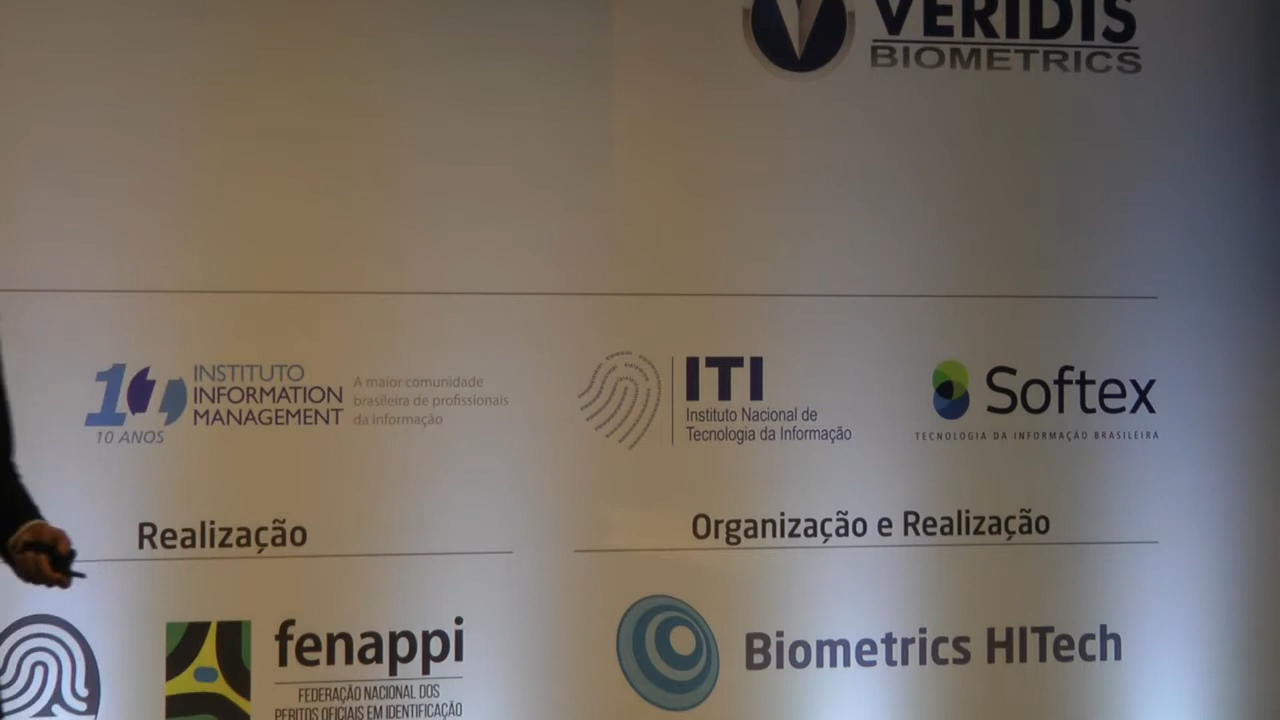 VERIDIS
BIOMETRICS
10
10 ANOS
INSTITUTO
INFORMATION
MANAGEMENT
A maior comunidade
brasileira de profissionais
da informação
ITI
Instituto Nacional de
Tecnologia da Informação
Softex
TECNOLOGIA DA INFORMAÇÃO BRASILEIRA
Realização
Organização e Realização
fenappi
FEDERAÇÃO NACIONAL DOS
PERITOS OFICIAIS EM IDENTIFICAÇÃO
Biometrics HITech